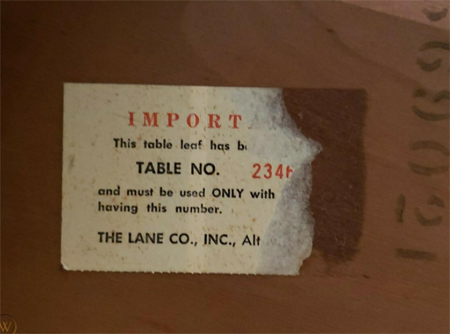 IMPORT
This table leaf has b
TABLE NO. 2346
and must be used ONLY with
having this number.
THE LANE CO., INC., Alt
W